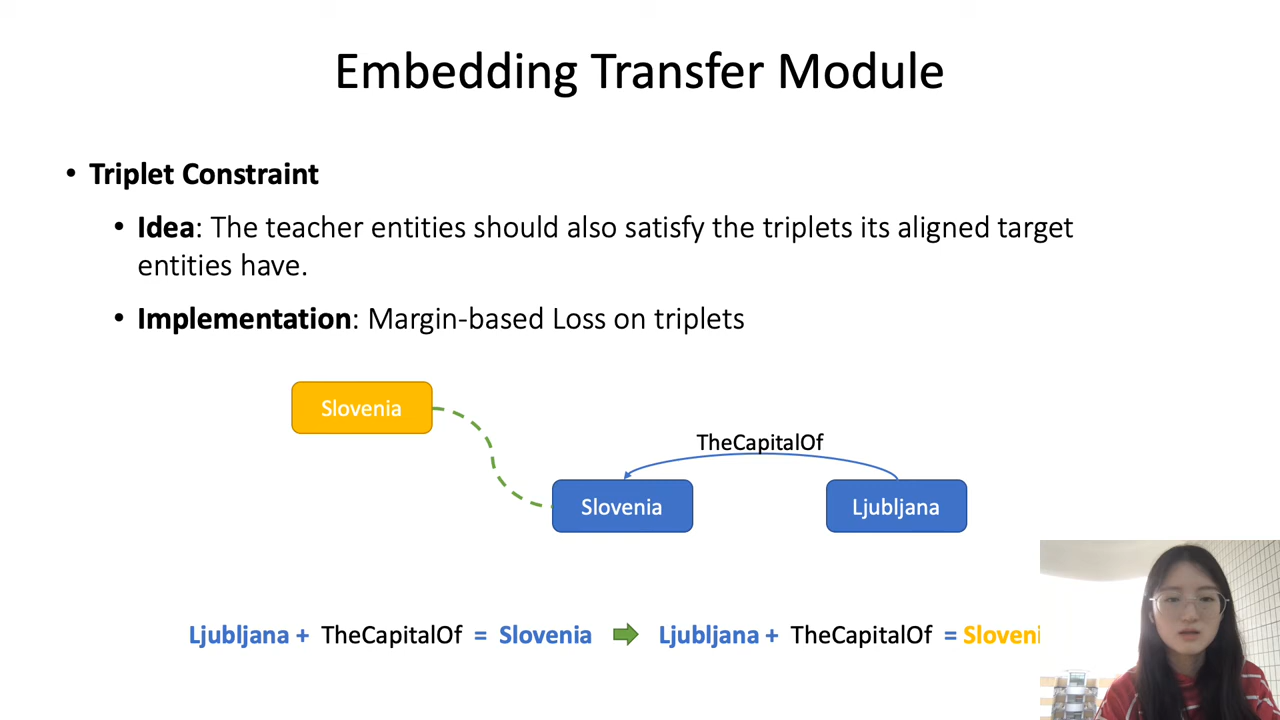 Embedding Transfer Module
• Triplet Constraint
• Idea: The teacher entities should also satisfy the triplets its aligned target
entities have.
• Implementation: Margin-based Loss on triplets
Slovenia
TheCapitalOf
Slovenia
Ljubljana
Ljubljana + TheCapitalOf = Slovenia
Ljubljana + TheCapitalOf = Sloveni